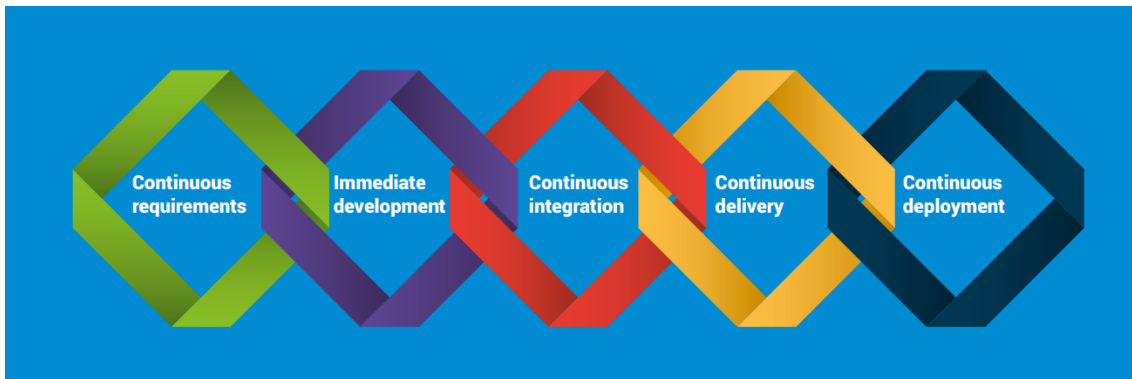 Continuous
requirements
Immediate
development
Continuous
integration
Continuous
delivery
Continuous
deployment